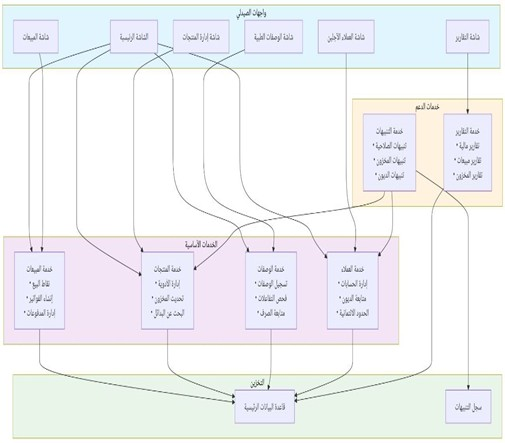 واجهات الصيدلي
شاشة التقارير
شاشة العملاء الآجلين
شاشة الوصفات الطبية
شاشة إدارة المنتجات
الشاشة الرئيسية
شاشة المبيعات
خدمات الدعم
خدمة التقارير
تقارير مالية •
تقارير مبيعات •
تقارير المخزون •
خدمة التنبيهات
تنبيهات الصلاحية •
تنبيهات المخزون •
تنبيهات الديون •
الخدمات الأساسية
خدمة العملاء
إدارة الحسابات •
متابعة الديون •
الحدود الائتمانية •
خدمة الوصفات
تسجيل الوصفات •
فحص التفاعلات •
متابعة الصرف •
خدمة المنتجات
إدارة الأدوية •
تحديث المخزون •
البحث عن البدائل •
خدمة المبيعات
نقاط البيع •
إنشاء الفواتير •
إدارة المدفوعات •
التخزين
سجل التنبيهات
قاعدة البيانات الرئيسية